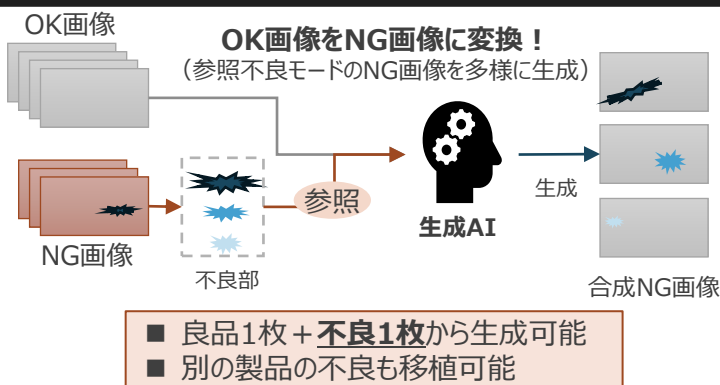 OK画像
OK画像をNG画像に変換！
（参照不良モードのNG画像を多様に生成）
参照
生成
生成AI
NG画像
不良部
合成NG画像
■ 良品1枚＋不良1枚から生成可能
■ 別の製品の不良も移植可能